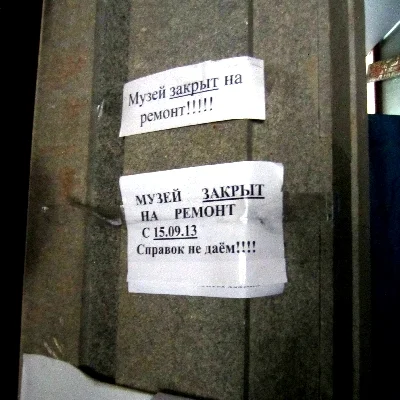 Музей закрыт на
ремонт!!!!!
МУЗЕЙ ЗАКРЫТ
НА РЕМОНТ
С 15.09.13
Справок не даём!!!!